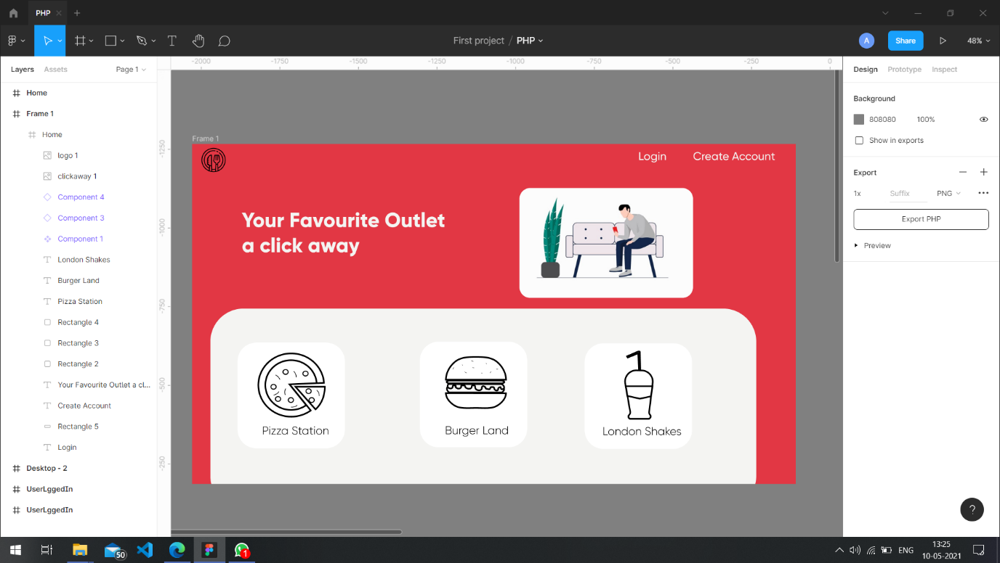 PHP
First project / PHP
A
Share
48%
Layers
Assets
Page 1
Home
Frame 1
Home
logo 1
clickaway 1
Component 4
Component 3
Component 1
London Shakes
Burger Land
Pizza Station
Rectangle 4
Rectangle 3
Rectangle 2
Your Favourite Outlet a cl...
Create Account
Rectangle 5
Login
Desktop - 2
UserLggedIn
UserLggedIn
-2000 -1750 -1500 -1250 -1000 -750 -500 -250 0
-1250
-1000
-750
-500
-250
Frame 1
Login Create Account
Your Favourite Outlet
a click away
Pizza Station
Burger Land
London Shakes
Design Prototype Inspect
Background
808080 100%
Show in exports
Export
1x Suffix PNG
Export PHP
Preview
?
50
1
ENG
13:25
10-05-2021